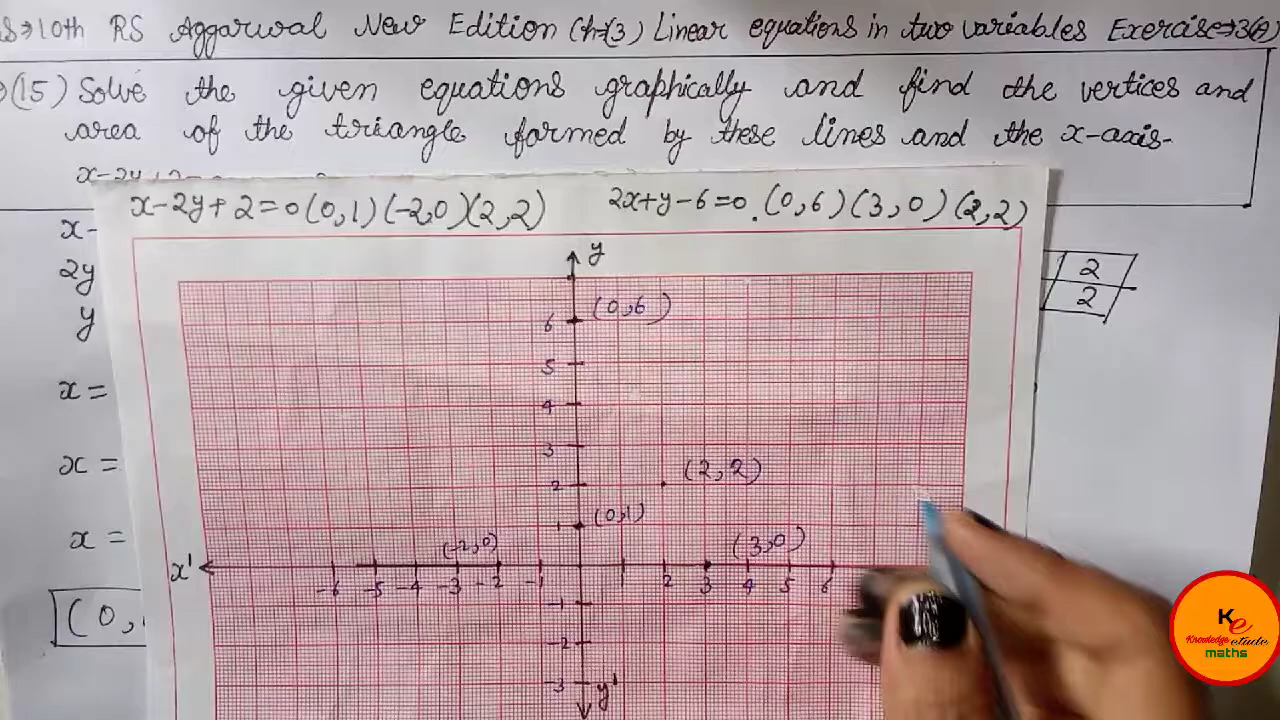 10th RS Aggarwal New Edition (ch-3) Linear equations in two variables Exercise→3(A)
(15) Solve the given equations graphically and find the vertices and
area of the triangle formed by these lines and the x-axis-
x-2y+2=0 (0,1) (-2,0) (2,2) 2x+y-6=0. (0,6) (3,0) (2,2)
x-
2y
y
x=
x=
x=
(0,
2
2
y
(0,6)
6
5
4
3
(2,2)
2
(0,1)
1
(-2,0)
(3,0)
x'
-6 -5 -4 -3 -2 -1 2 3 4 5 6
-1
-2
-3
y'
Ke
Knowledge etude
maths